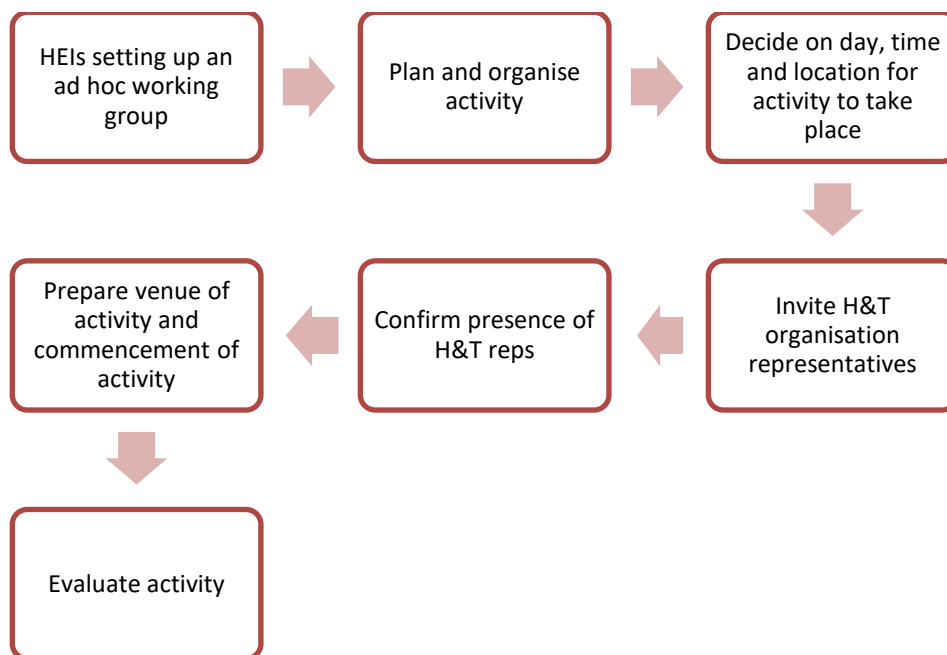 HEIs setting up an
ad hoc working
group
Plan and organise
activity
Decide on day, time
and location for
activity to take
place
Invite H&T
organisation
representatives
Confirm presence of
H&T reps
Prepare venue of
activity and
commencement of
activity
Evaluate activity